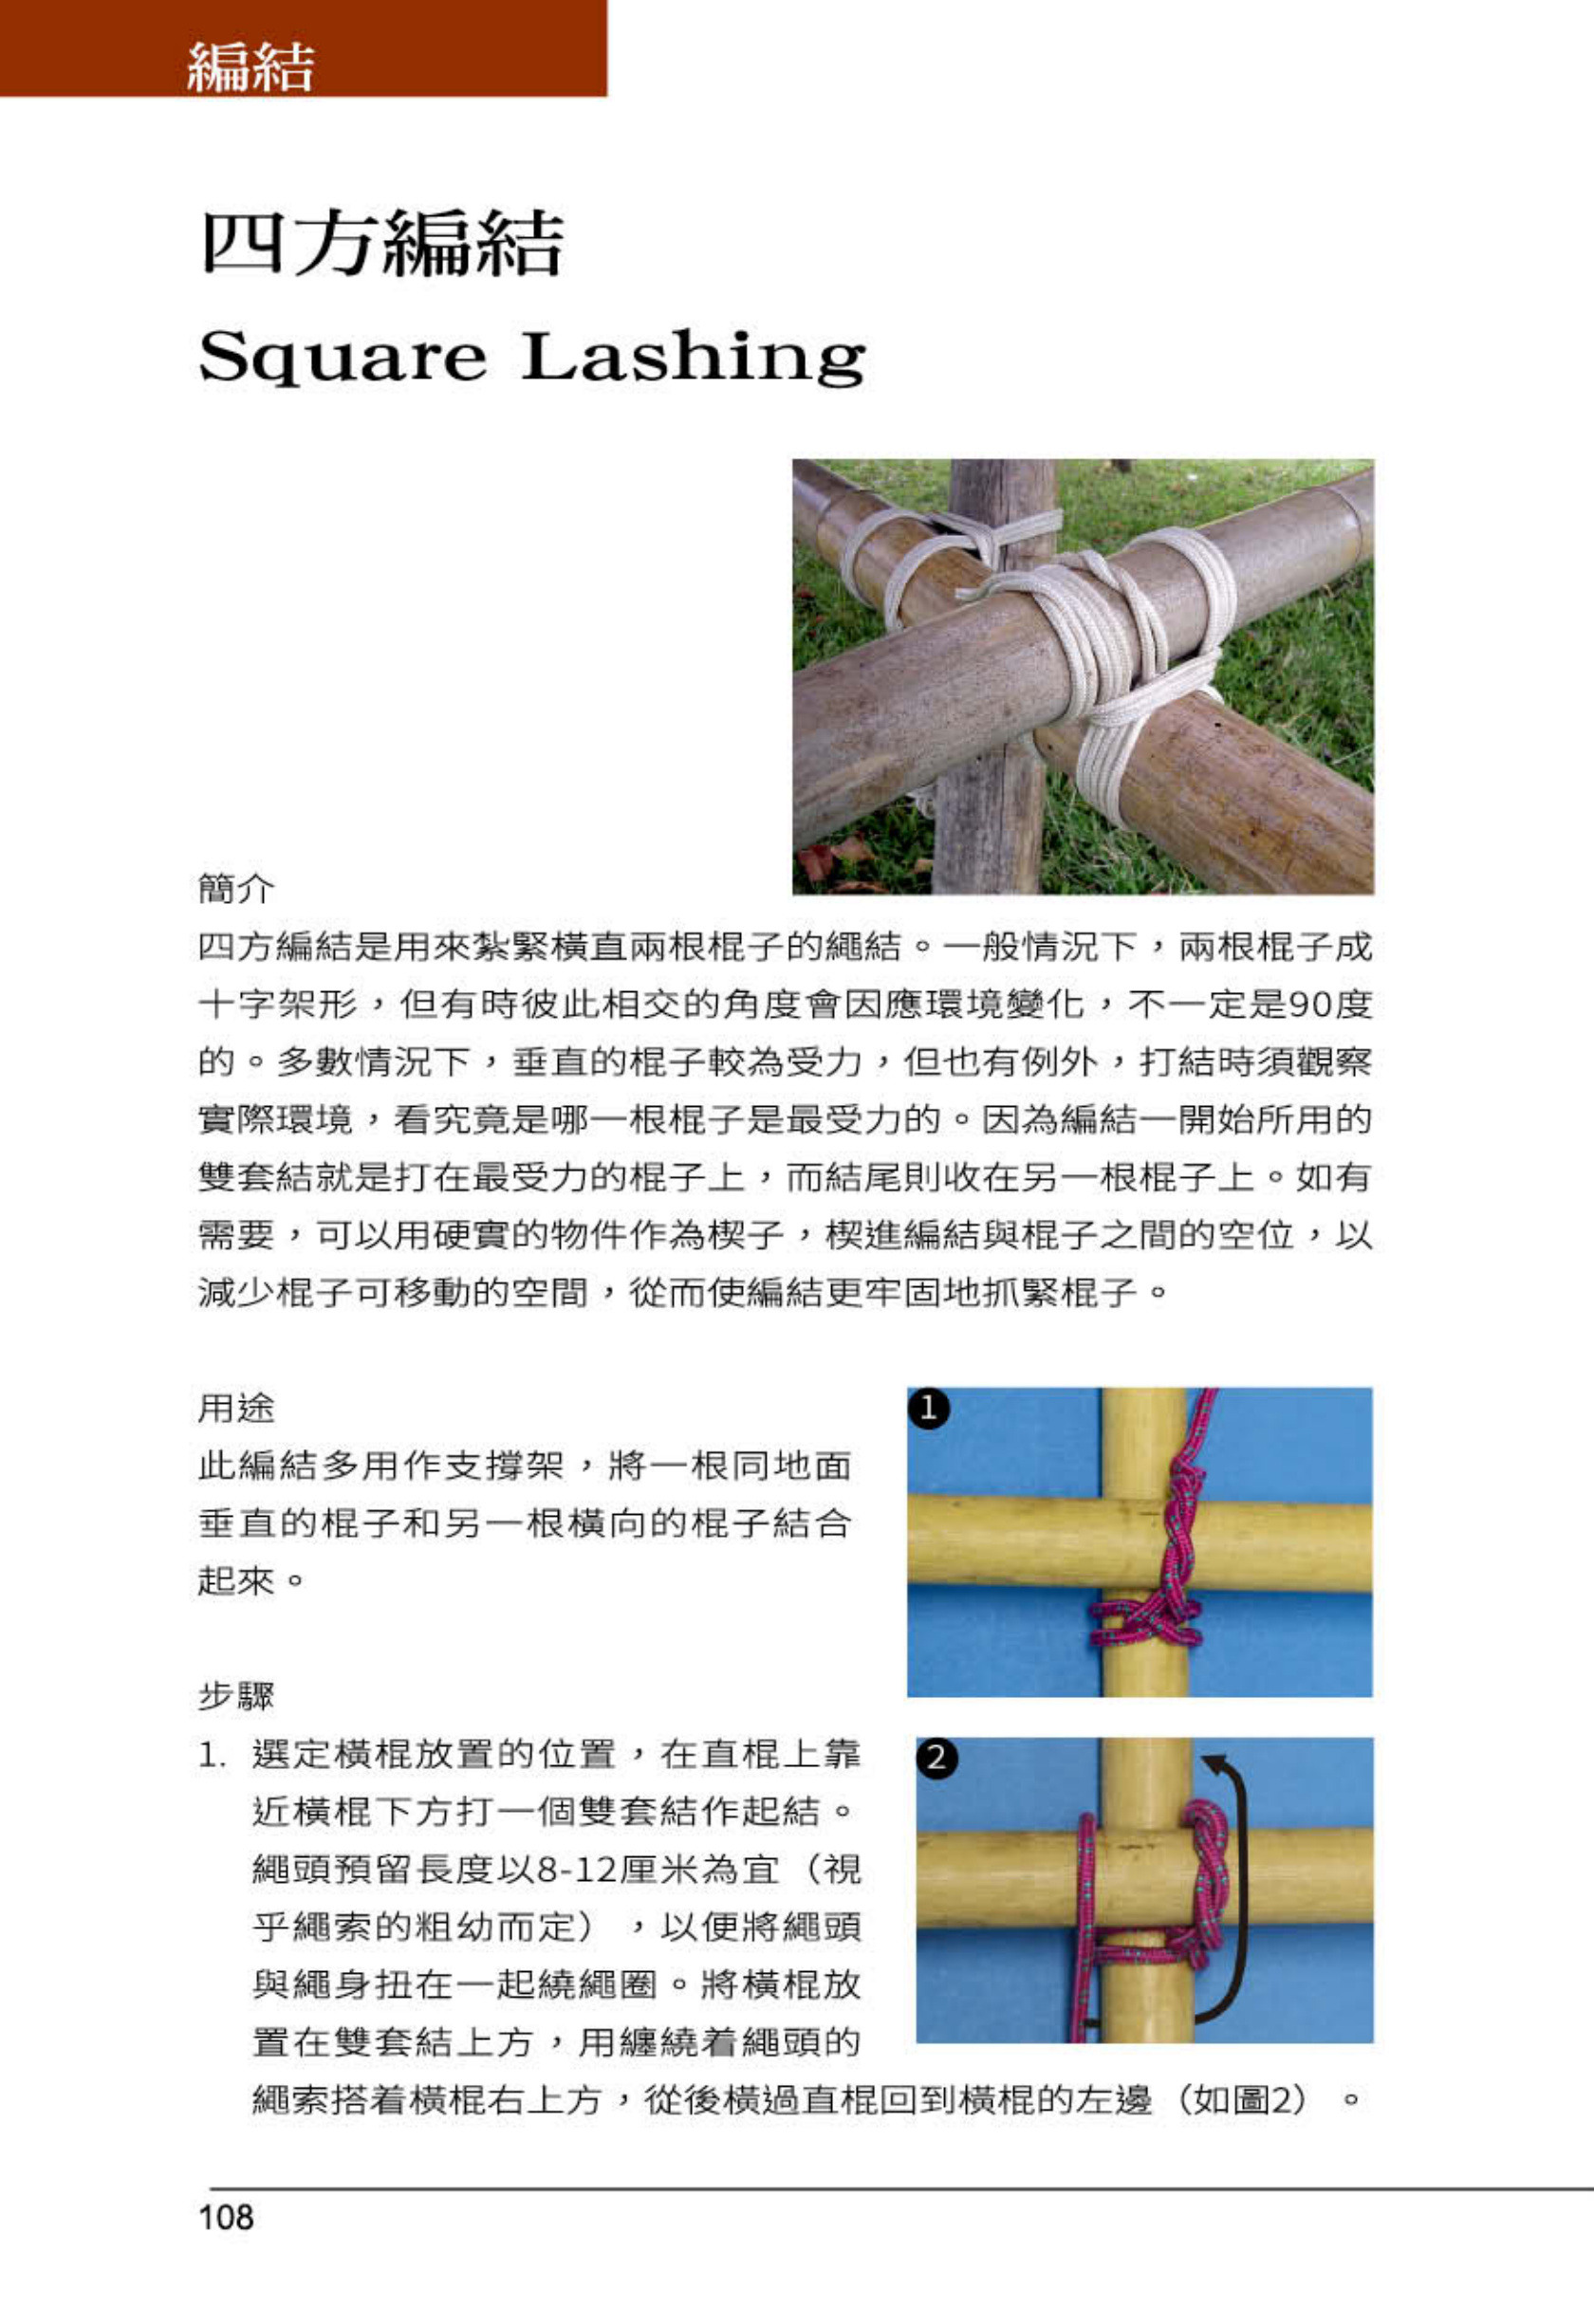 編結
四方編結
Square Lashing
簡介
四方編結是用來紮緊橫直兩根棍子的繩結。一般情況下，兩根棍子成
十字架形，但有時彼此相交的角度會因應環境變化，不一定是90度
的。多數情況下，垂直的棍子較為受力，但也有例外，打結時須觀察
實際環境，看究竟是哪一根棍子是最受力的。因為編結一開始所用的
雙套結就是打在最受力的棍子上，而結尾則收在另一根棍子上。如有
需要，可以用硬實的物件作為楔子，楔進編結與棍子之間的空位，以
減少棍子可移動的空間，從而使編結更牢固地抓緊棍子。
用途
此編結多用作支撐架，將一根同地面
垂直的棍子和另一根橫向的棍子結合
起來。
1
步驟
1. 選定橫棍放置的位置，在直棍上靠
近橫棍下方打一個雙套結作起結。
繩頭預留長度以8-12厘米為宜（視
乎繩索的粗幼而定），以便將繩頭
與繩身扭在一起繞繩圈。將橫棍放
置在雙套結上方，用纏繞着繩頭的
繩索搭着橫棍右上方，從後橫過直棍回到橫棍的左邊（如圖2）。
2
108